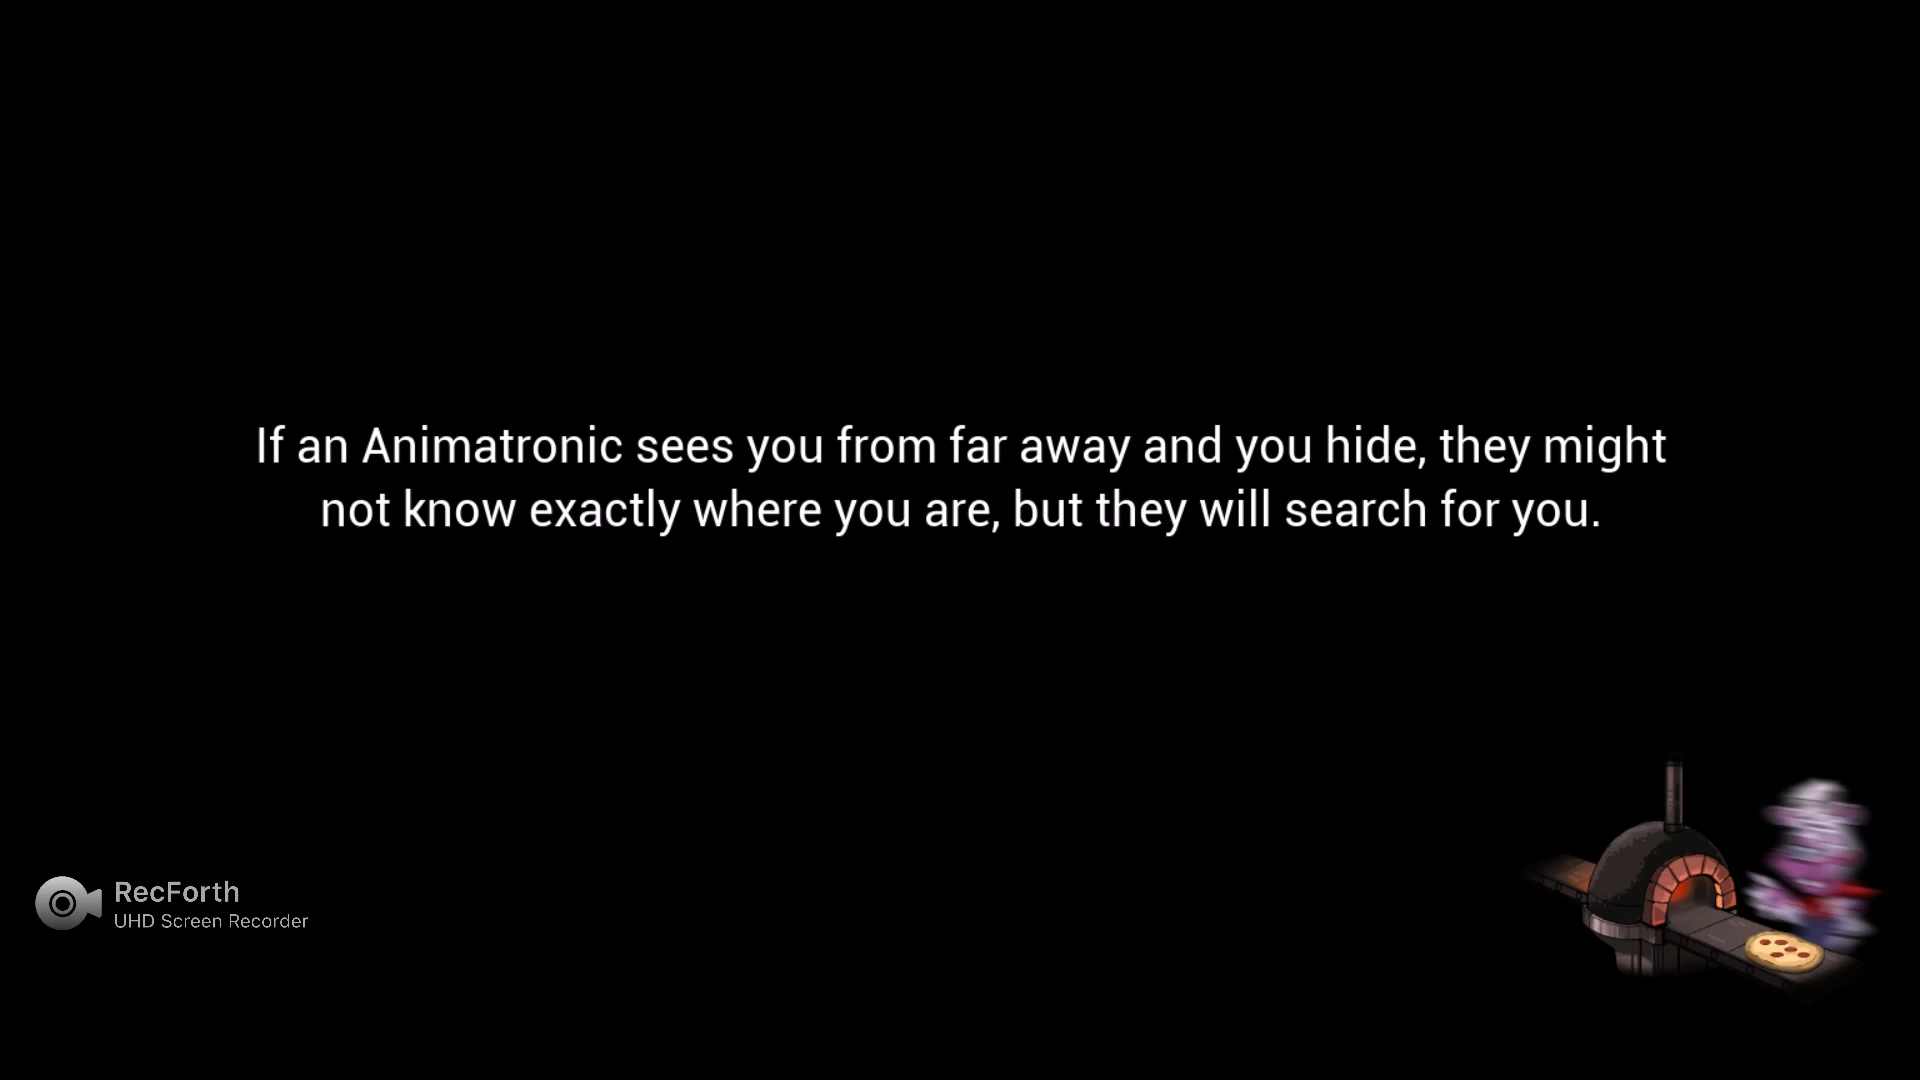 If an Animatronic sees you from far away and you hide, they might
not know exactly where you are, but they will search for you.
RecForth
UHD Screen Recorder